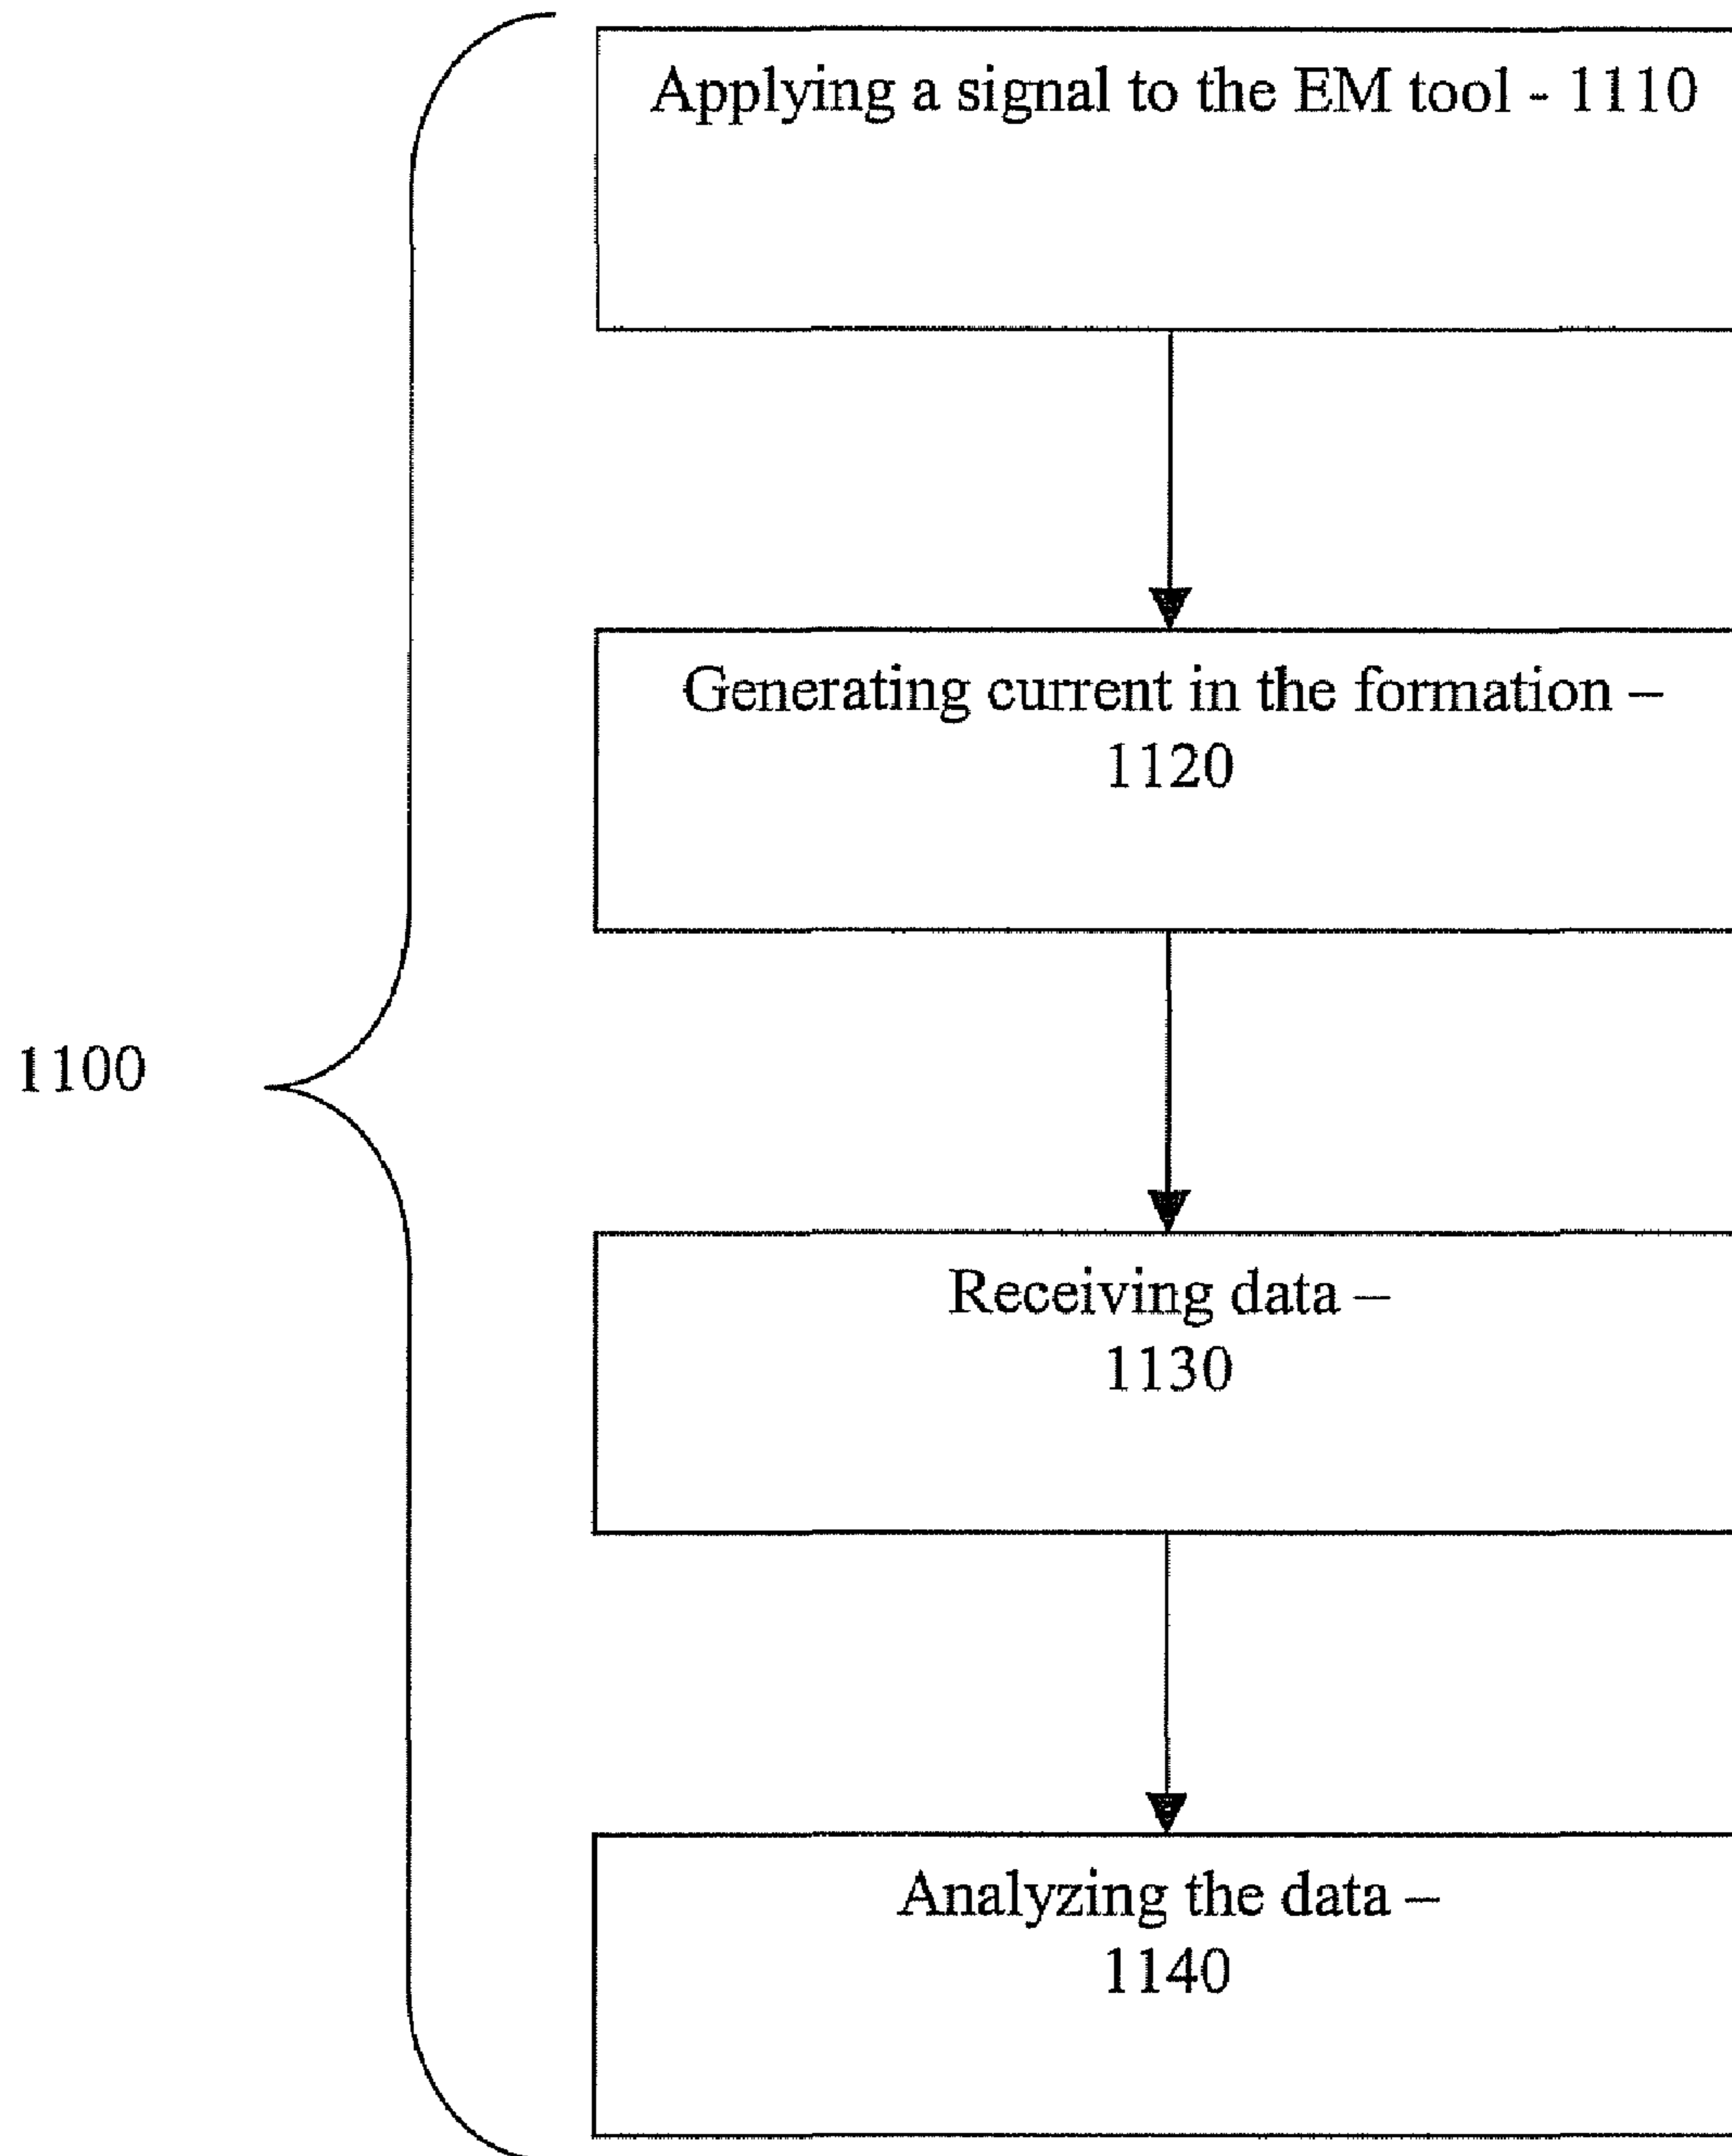 Applying a signal to the EM tool - 1110
Generating current in the formation –
1120
1100
Receiving data –
1130
Analyzing the data –
1140